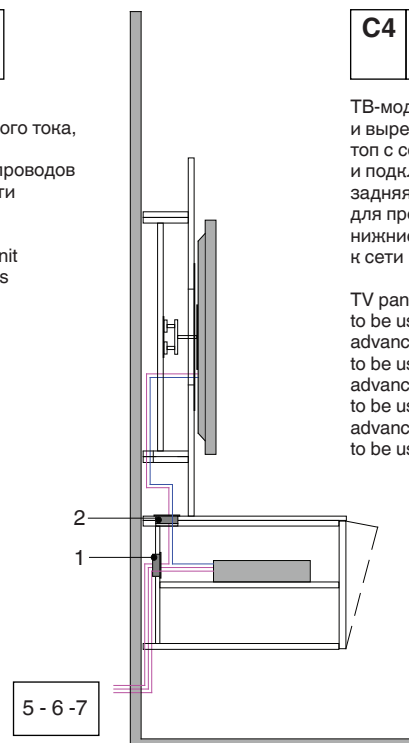 ого тока,
проводов
ти
nit
s
2
1
5 - 6 -7
C4
ТВ-мод
и выре
топ с с
и подкл
задняя
для про
нижние
к сети
TV pan
to be us
advanc
to be us
advanc
to be us
advanc
to be us